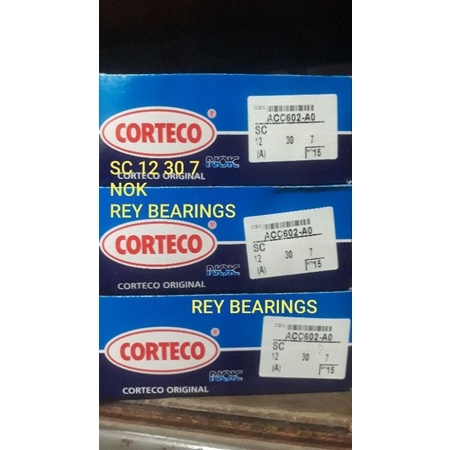 ACC602-A0
SC
12 30 7
(A) 15
CORTECO®
NOK
CORTECO ORIGINAL
SC 12 30 7
NOK
REY BEARINGS
ACC602-A0
SC
12 30 7
(A) 15
CORTECO®
NOK
CORTECO ORIGINAL
REY BEARINGS
ACC602-A0
SC
12 30 7
(A) 15
CORTECO®
NOK
CORTECO ORIGINAL